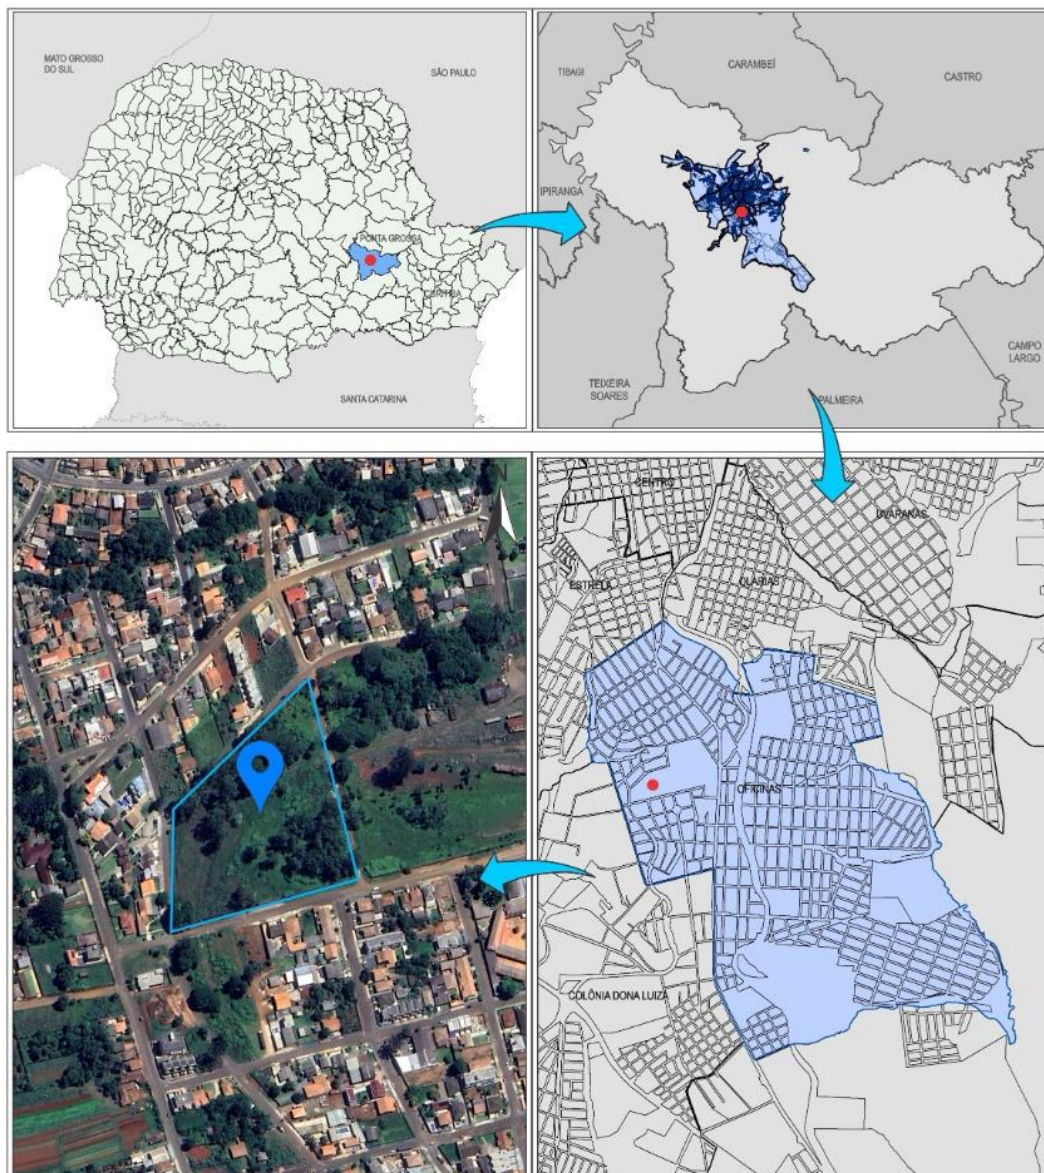 MATO GROSSO
DO SUL
SÃO PAULO
PONTA GROSSA
CURITIBA
SANTA CATARINA
TIBAGI
CARAMBEÍ
CASTRO
IPIRANGA
CAMPO
LARGO
TEIXEIRA
SOARES
PALMEIRA
N
CENTRO
UVARANAS
ESTRELA
OLARIAS
OFICINAS
COLÔNIA DONA LUIZA